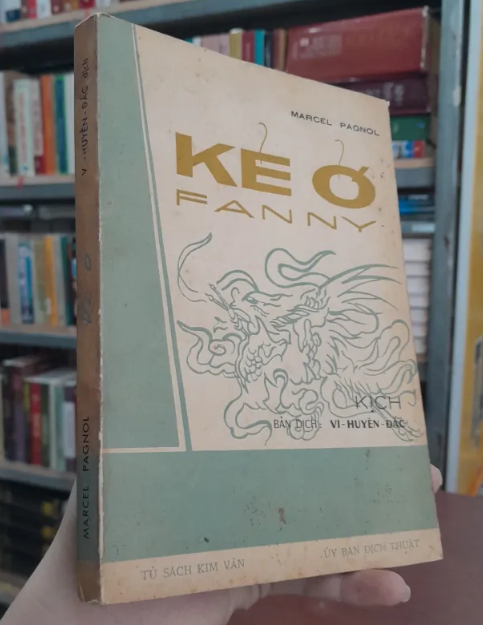 MARCEL PAGNOL
KẺ Ở
FANNY
KỊCH
BẢN DỊCH: VI-HUYỀN-ĐẮC
TỦ SÁCH KIM VĂN
ỦY BAN DỊCH THUẬT
V.-HUYỀN-ĐẮC dịch
MARCEL PAGNOL